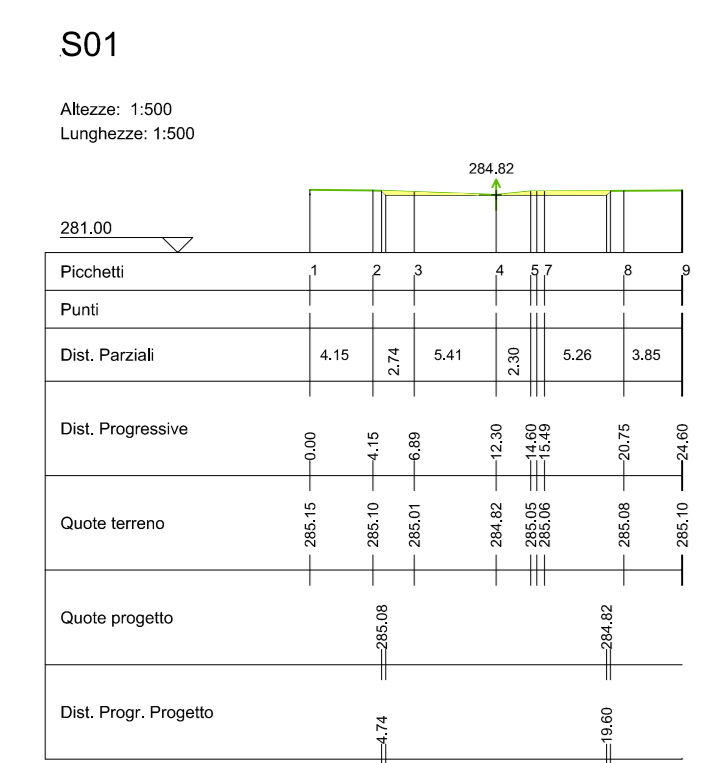 S01
Altezze: 1:500
Lunghezze: 1:500
284.82
281.00
Picchetti 1 2 3 4 5 7 8 9
Punti
Dist. Parziali 4.15 2.74 5.41 2.30 5.26 3.85
Dist. Progressive 0.00 4.15 6.89 12.30 14.60 15.49 20.75 24.60
Quote terreno 285.15 285.10 285.01 284.82 285.05 285.06 285.08 285.10
Quote progetto 285.08 284.82
Dist. Progr. Progetto 4.74 19.60